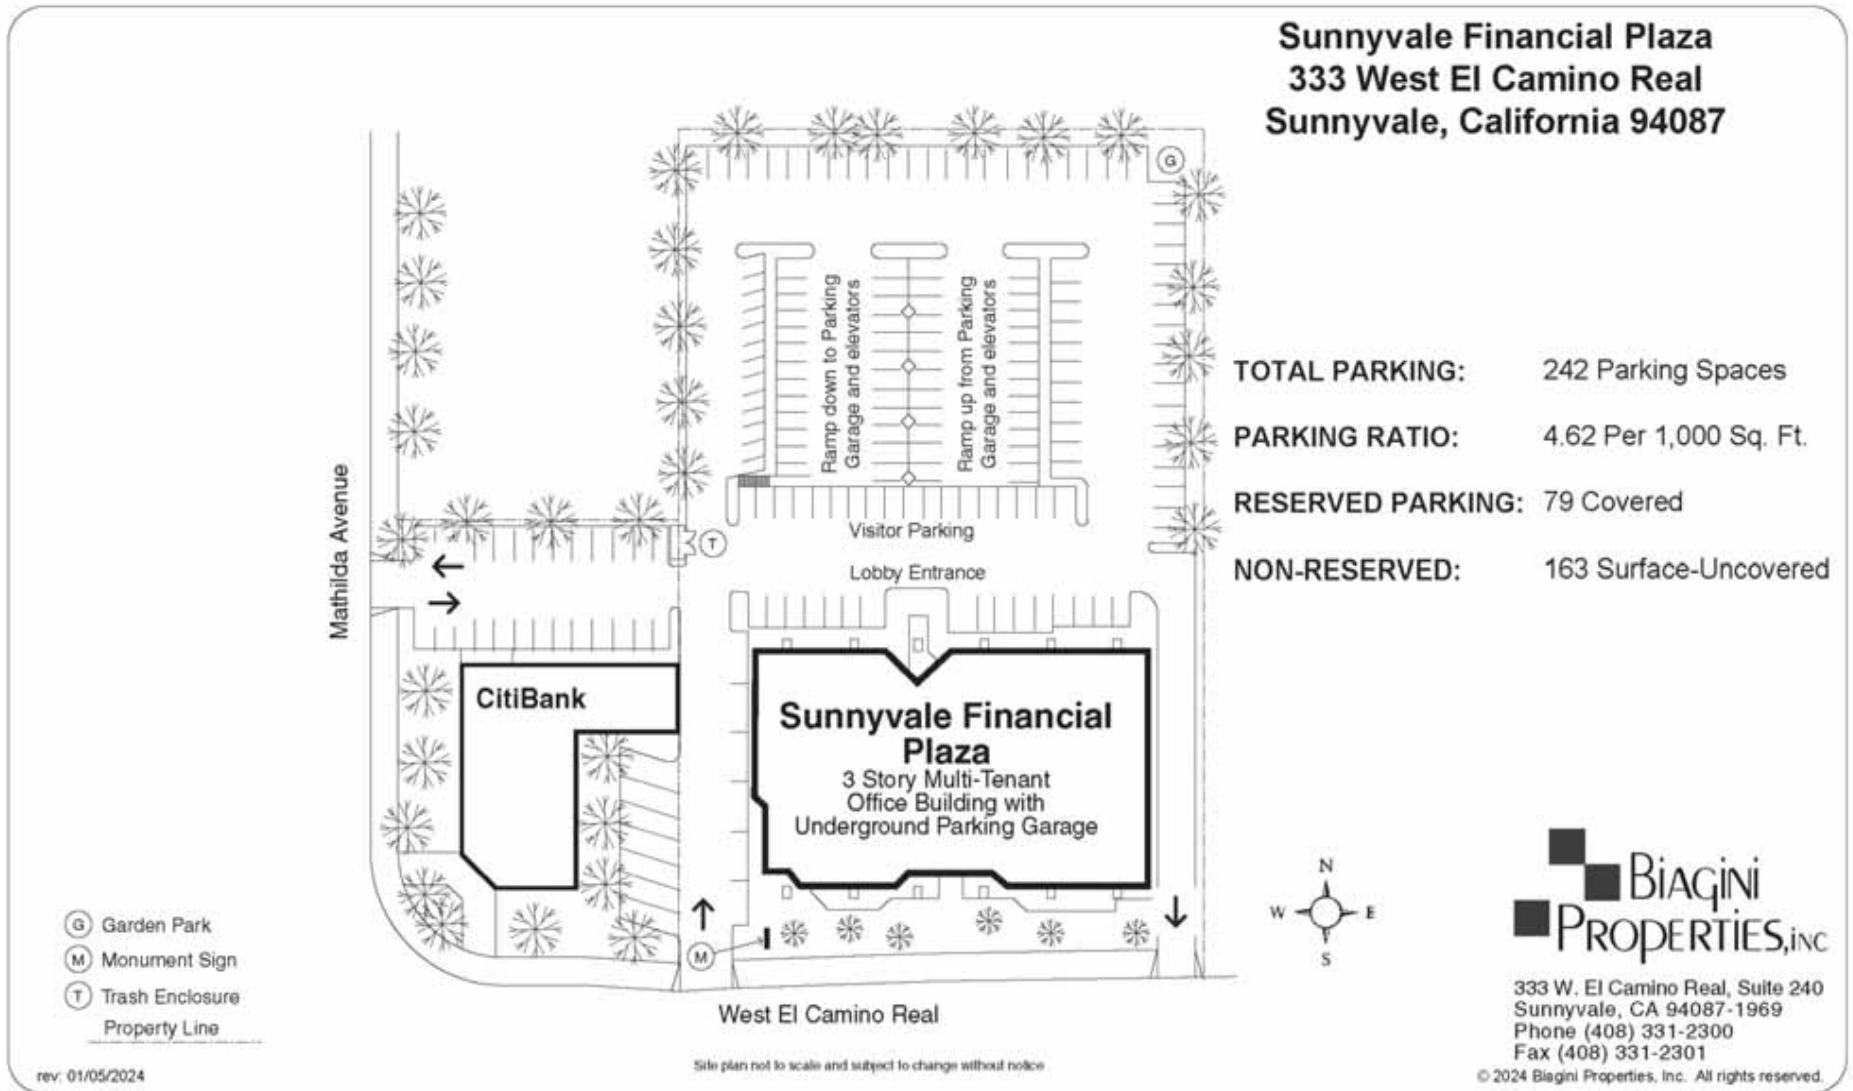 Sunnyvale Financial Plaza
333 West El Camino Real
Sunnyvale, California 94087
G
Ramp down to Parking
Garage and elevators
Ramp up from Parking
Garage and elevators
TOTAL PARKING: 242 Parking Spaces
PARKING RATIO: 4.62 Per 1,000 Sq. Ft.
RESERVED PARKING: 79 Covered
NON-RESERVED: 163 Surface-Uncovered
Mathilda Avenue
Visitor Parking
T
Lobby Entrance
CitiBank
Sunnyvale Financial
Plaza
3 Story Multi-Tenant
Office Building with
Underground Parking Garage
M
West El Camino Real
N
W E
S
G Garden Park
M Monument Sign
T Trash Enclosure
Property Line
rev: 01/05/2024
Site plan not to scale and subject to change without notice
BiAgiNi
PROPERTiES,iNC
333 W. El Camino Real, Suite 240
Sunnyvale, CA 94087-1969
Phone (408) 331-2300
Fax (408) 331-2301
© 2024 Biagini Properties, Inc. All rights reserved.